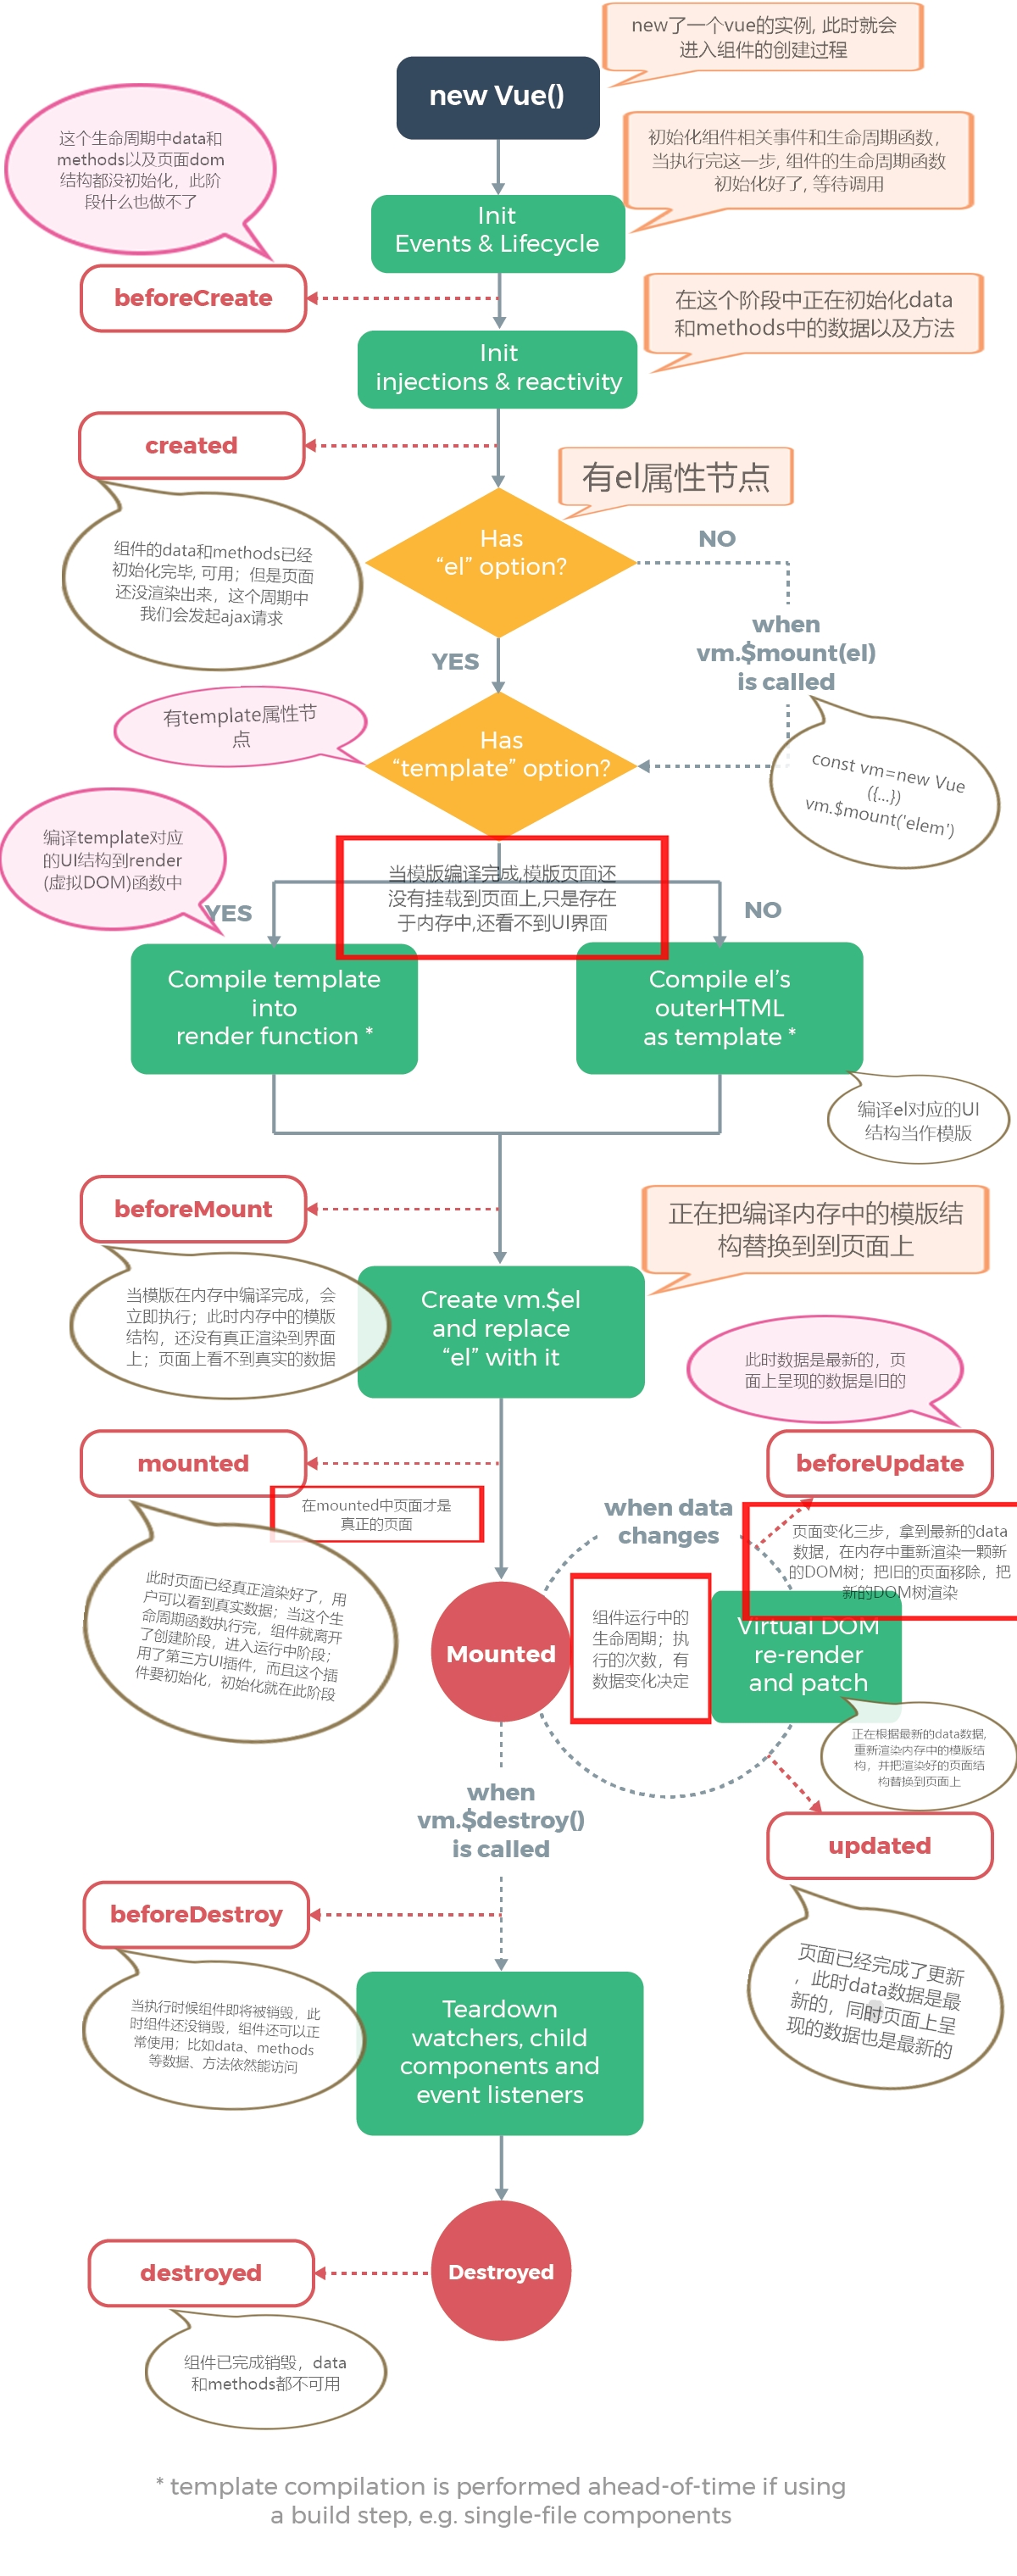 new了一个vue的实例, 此时就会
进入组件的创建过程
new Vue()
这个生命周期中data和
methods以及页面dom
结构都没初始化，此阶
段什么也做不了
初始化组件相关事件和生命周期函数，
当执行完这一步, 组件的生命周期函数
初始化好了, 等待调用
Init
Events & Lifecycle
beforeCreate
在这个阶段中正在初始化data
和methods中的数据以及方法
Init
injections & reactivity
created
有el属性节点
组件的data和methods已经
初始化完毕, 可用；但是页面
还没渲染出来，这个周期中
我们会发起ajax请求
Has
“el” option?
NO
when
vm.$mount(el)
is called
YES
有template属性节
点
Has
“template” option?
const vm=new Vue
({...})
vm.$mount('elem')
编译template对应
的UI结构到render
(虚拟DOM)函数中
当模版编译完成,模版页面还
没有挂载到页面上,只是存在
于内存中,还看不到UI界面
YES
NO
Compile template
into
render function *
Compile el’s
outerHTML
as template *
编译el对应的UI
结构当作模版
beforeMount
正在把编译内存中的模版结
构替换到到页面上
当模版在内存中编译完成，会
立即执行；此时内存中的模版
结构，还没有真正渲染到界面
上；页面上看不到真实的数据
Create vm.$el
and replace
“el” with it
此时数据是最新的，页
面上呈现的数据是旧的
mounted
beforeUpdate
在mounted中页面才是
真正的页面
when data
changes
页面变化三步，拿到最新的data
数据，在内存中重新渲染一颗新
的DOM树；把旧的页面移除，把
新的DOM树渲染
此时页面已经真正渲染好了，用
户可以看到真实数据；当这个生
命周期函数执行完，组件就离开
了创建阶段，进入运行中阶段；
用了第三方UI插件，而且这个插
件要初始化，初始化就在此阶段
Mounted
组件运行中的
生命周期；执
行的次数，有
数据变化决定
Virtual DOM
re-render
and patch
正在根据最新的data数据,
重新渲染内存中的模版结
构，并把渲染好的页面结
构替换到页面上
when
vm.$destroy()
is called
updated
beforeDestroy
页面已经完成了更新
，此时data数据是最
新的，同时页面上呈
现的数据也是最新的
当执行时候组件即将被销毁，此
时组件还没销毁，组件还可以正
常使用；比如data、methods
等数据、方法依然能访问
Teardown
watchers, child
components and
event listeners
destroyed
Destroyed
组件已完成销毁，data
和methods都不可用
* template compilation is performed ahead-of-time if using
a build step, e.g. single-file components